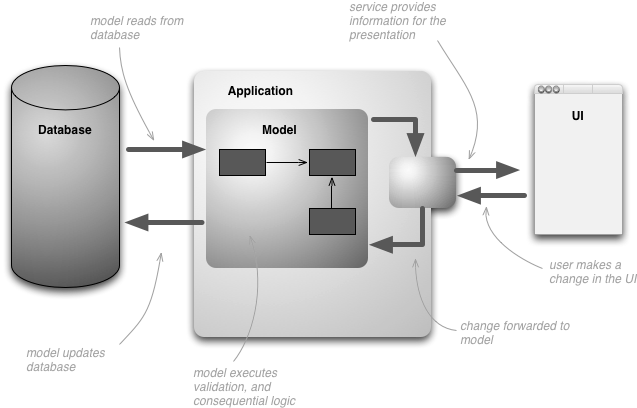 service provides
information for the
presentation
model reads from
database
Application
Database
Model
UI
user makes a
change in the UI
change forwarded to
model
model updates
database
model executes
validation, and
consequential logic